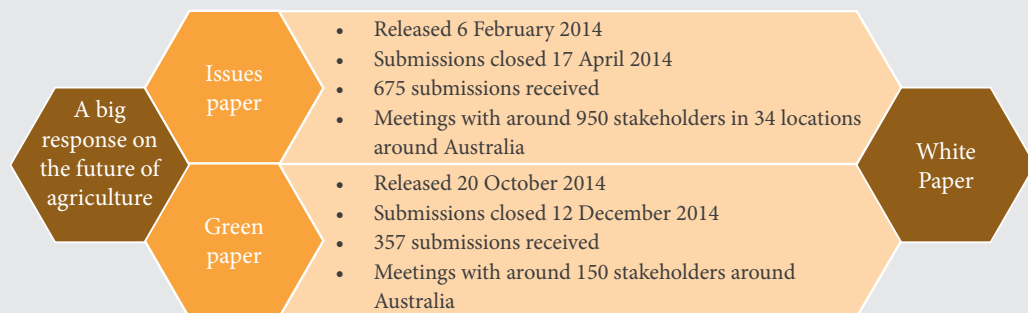 A big
response on
the future of
agriculture
Issues
paper
• Released 6 February 2014
• Submissions closed 17 April 2014
• 675 submissions received
• Meetings with around 950 stakeholders in 34 locations
around Australia
Green
paper
• Released 20 October 2014
• Submissions closed 12 December 2014
• 357 submissions received
• Meetings with around 150 stakeholders around
Australia
White
Paper